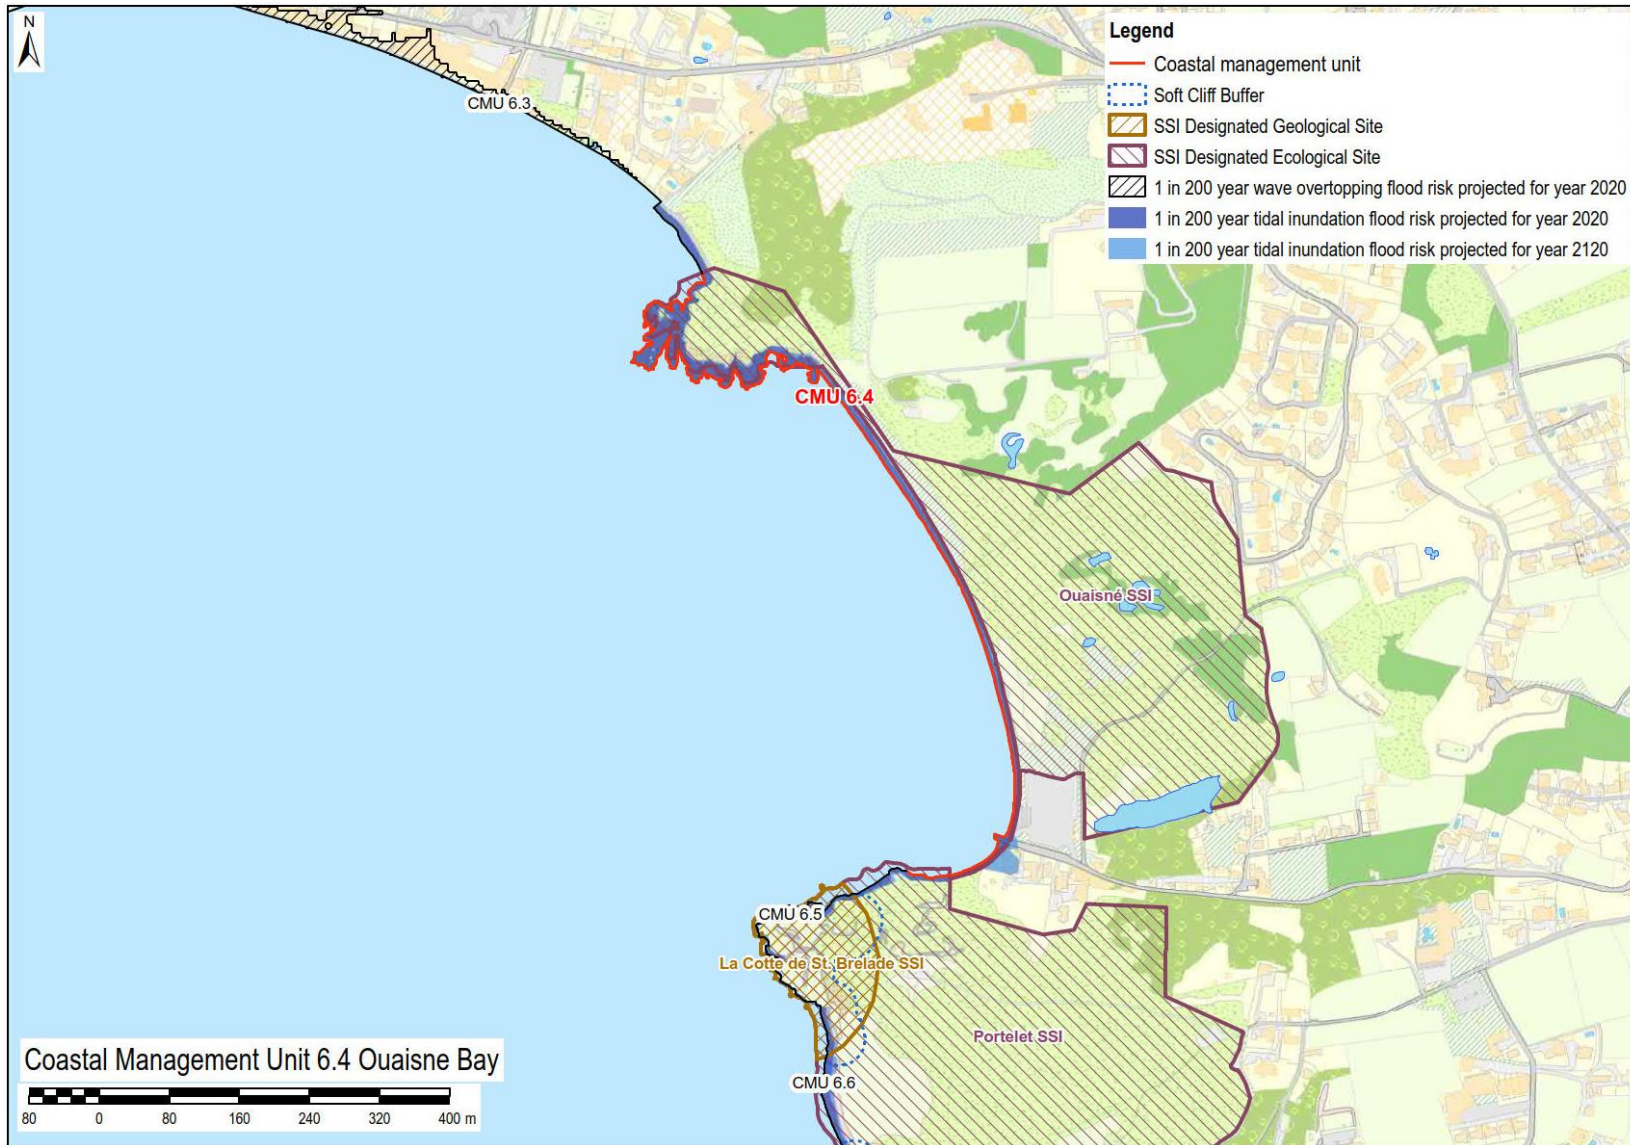 N
Legend
Coastal management unit
Soft Cliff Buffer
SSI Designated Geological Site
SSI Designated Ecological Site
1 in 200 year wave overtopping flood risk projected for year 2020
1 in 200 year tidal inundation flood risk projected for year 2020
1 in 200 year tidal inundation flood risk projected for year 2120
CMU 6.3
CMU 6.4
Ouaisné SSI
CMU 6.5
La Cotte de St. Brelade SSI
Portelet SSI
CMU 6.6
Coastal Management Unit 6.4 Ouaisne Bay
80 0 80 160 240 320 400 m